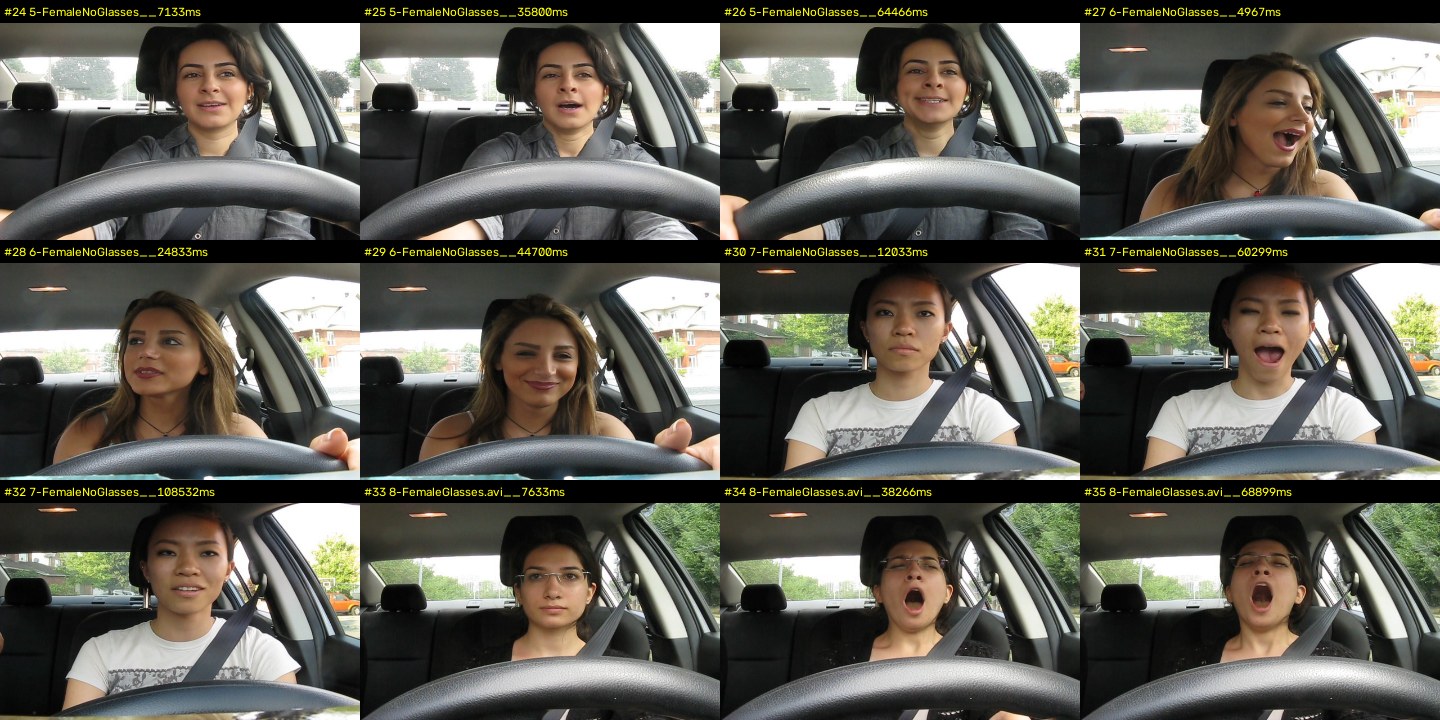 #24 5-FemaleNoGlasses__7133ms
#25 5-FemaleNoGlasses__35800ms
#26 5-FemaleNoGlasses__64466ms
#27 6-FemaleNoGlasses__4967ms
#28 6-FemaleNoGlasses__24833ms
#29 6-FemaleNoGlasses__44700ms
#30 7-FemaleNoGlasses__12033ms
#31 7-FemaleNoGlasses__60299ms
#32 7-FemaleNoGlasses__108532ms
#33 8-FemaleGlasses.avi__7633ms
#34 8-FemaleGlasses.avi__38266ms
#35 8-FemaleGlasses.avi__68899ms